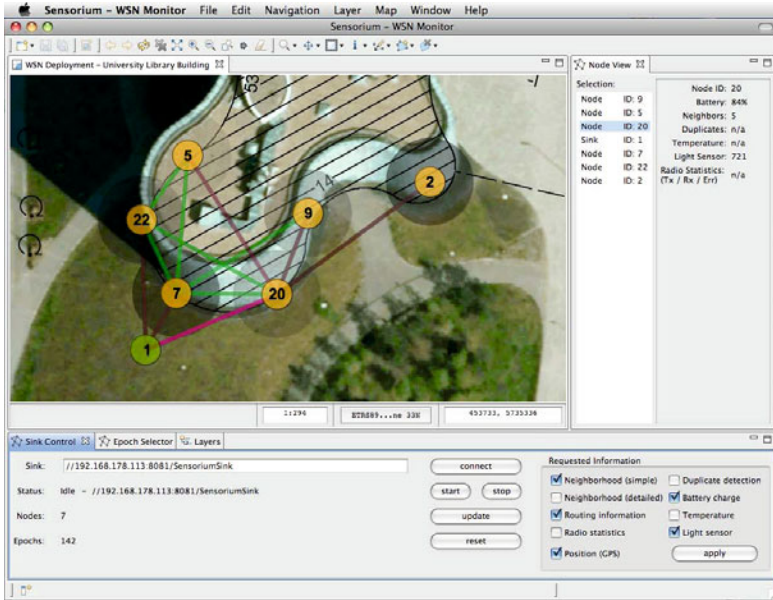 Sensorium – WSN Monitor File Edit Navigation Layer Map Window Help
Sensorium – WSN Monitor
WSN Deployment – University Library Building
53
5
14
2
22
9
7
20
1
1:296
ETRS89...ne 33N
453733, 5735336
Node View
Selection:
Node ID: 9
Node ID: 5
Node ID: 20
Sink ID: 1
Node ID: 7
Node ID: 22
Node ID: 2
Node ID: 20
Battery: 84%
Neighbors: 5
Duplicates: n/a
Temperature: n/a
Light Sensor: 721
Radio Statistics: n/a
(Tx / Rx / Err)
Sink Control Epoch Selector Layers
Sink: //192.168.178.113:8081/SensoriumSink connect
Status: Idle - //192.168.178.113:8081/SensoriumSink start stop
Nodes: 7 update
Epochs: 142 reset
Requested Information
Neighborhood (simple) Duplicate detection
Neighborhood (detailed) Battery charge
Routing information Temperature
Radio statistics Light sensor
Position (GPS) apply